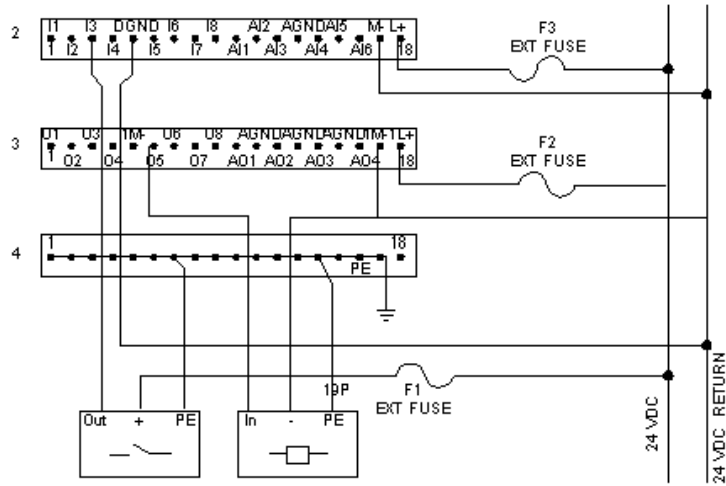 I1 I3 DGND I6 I8 AI2 AGND AI5 M- L+
2
1 I2 I4 I5 I7 AI1 AI3 AI4 AI6 18
F3
EXT FUSE
O1 O3 1M- O6 O8 AGND AGND AGND 1M- 1L+
3
1 O2 O4 O5 O7 AO1 AO2 AO3 AO4 18
F2
EXT FUSE
4
1 18
PE
19P
F1
EXT FUSE
Out + PE
In - PE
24 VDC
24 VDC RETURN